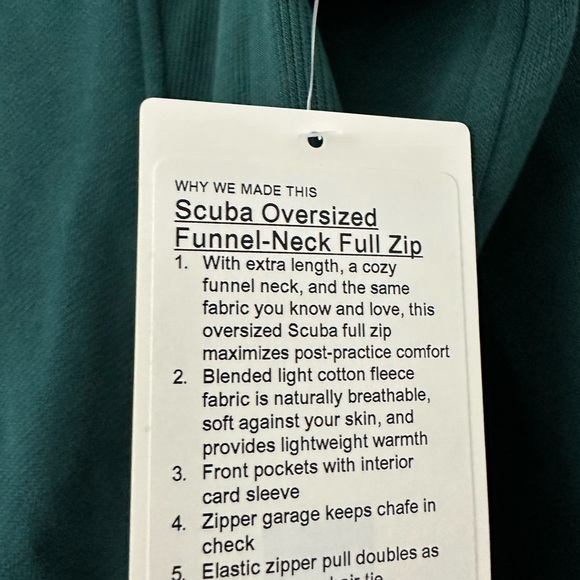 WHY WE MADE THIS
Scuba Oversized
Funnel-Neck Full Zip
1. With extra length, a cozy
funnel neck, and the same
fabric you know and love, this
oversized Scuba full zip
maximizes post-practice comfort
2. Blended light cotton fleece
fabric is naturally breathable,
soft against your skin, and
provides lightweight warmth
3. Front pockets with interior
card sleeve
4. Zipper garage keeps chafe in
check
5. Elastic zipper pull doubles as
tie